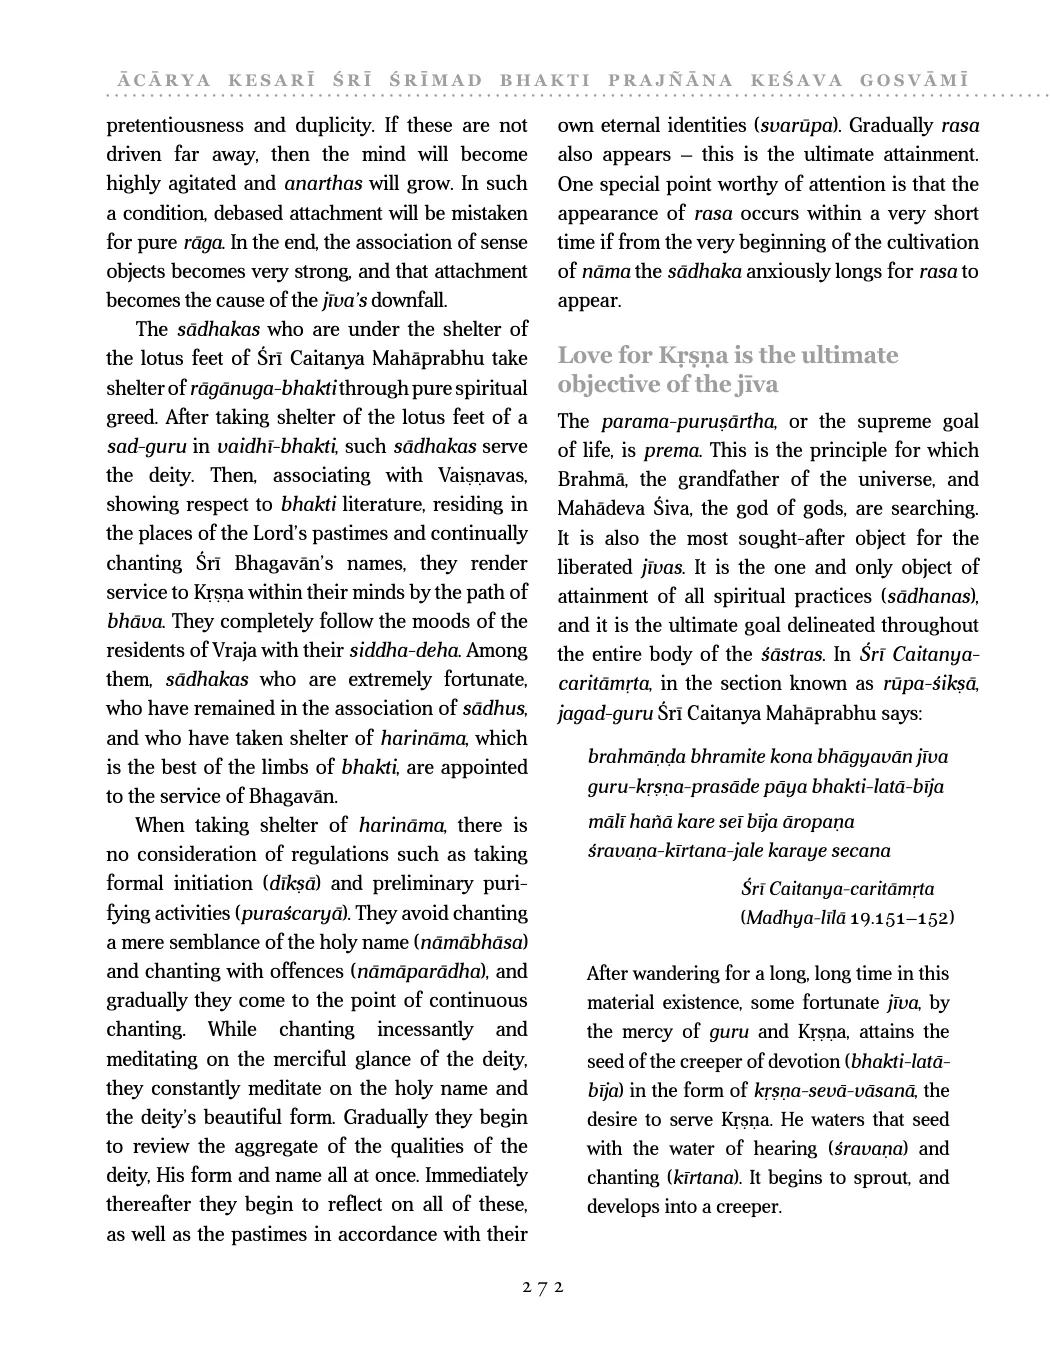 ĀCĀRYA KESARĪ ŚRĪ ŚRĪMAD BHAKTI PRAJÑĀNA KEŚAVA GOSVĀMĪ
pretentiousness and duplicity. If these are not
driven far away, then the mind will become
highly agitated and anarthas will grow. In such
a condition, debased attachment will be mistaken
for pure rāga. In the end, the association of sense
objects becomes very strong, and that attachment
becomes the cause of the jīva’s downfall.
The sādhakas who are under the shelter of
the lotus feet of Śrī Caitanya Mahāprabhu take
shelter of rāgānuga-bhakti through pure spiritual
greed. After taking shelter of the lotus feet of a
sad-guru in vaidhī-bhakti, such sādhakas serve
the deity. Then, associating with Vaiṣṇavas,
showing respect to bhakti literature, residing in
the places of the Lord’s pastimes and continually
chanting Śrī Bhagavān’s names, they render
service to Kṛṣṇa within their minds by the path of
bhāva. They completely follow the moods of the
residents of Vraja with their siddha-deha. Among
them, sādhakas who are extremely fortunate,
who have remained in the association of sādhus,
and who have taken shelter of harināma, which
is the best of the limbs of bhakti, are appointed
to the service of Bhagavān.
When taking shelter of harināma, there is
no consideration of regulations such as taking
formal initiation (dīkṣā) and preliminary puri-
fying activities (puraścaryā). They avoid chanting
a mere semblance of the holy name (nāmābhāsa)
and chanting with offences (nāmāparādha), and
gradually they come to the point of continuous
chanting. While chanting incessantly and
meditating on the merciful glance of the deity,
they constantly meditate on the holy name and
the deity’s beautiful form. Gradually they begin
to review the aggregate of the qualities of the
deity, His form and name all at once. Immediately
thereafter they begin to reflect on all of these,
as well as the pastimes in accordance with their
own eternal identities (svarūpa). Gradually rasa
also appears – this is the ultimate attainment.
One special point worthy of attention is that the
appearance of rasa occurs within a very short
time if from the very beginning of the cultivation
of nāma the sādhaka anxiously longs for rasa to
appear.
Love for Kṛṣṇa is the ultimate
objective of the jīva
The parama-puruṣārtha, or the supreme goal
of life, is prema. This is the principle for which
Brahmā, the grandfather of the universe, and
Mahādeva Śiva, the god of gods, are searching.
It is also the most sought-after object for the
liberated jīvas. It is the one and only object of
attainment of all spiritual practices (sādhanas),
and it is the ultimate goal delineated throughout
the entire body of the śāstras. In Śrī Caitanya-
caritāmṛta, in the section known as rūpa-śikṣā,
jagad-guru Śrī Caitanya Mahāprabhu says:
brahmāṇḍa bhramite kona bhāgyavān jīva
guru-kṛṣṇa-prasāde pāya bhakti-latā-bīja
mālī hañā kare seī bīja āropaṇa
śravaṇa-kīrtana-jale karaye secana
Śrī Caitanya-caritāmṛta
(Madhya-līlā 19.151–152)
After wandering for a long, long time in this
material existence, some fortunate jīva, by
the mercy of guru and Kṛṣṇa, attains the
seed of the creeper of devotion (bhakti-latā-
bīja) in the form of kṛṣṇa-sevā-vāsanā, the
desire to serve Kṛṣṇa. He waters that seed
with the water of hearing (śravaṇa) and
chanting (kīrtana). It begins to sprout, and
develops into a creeper.
272